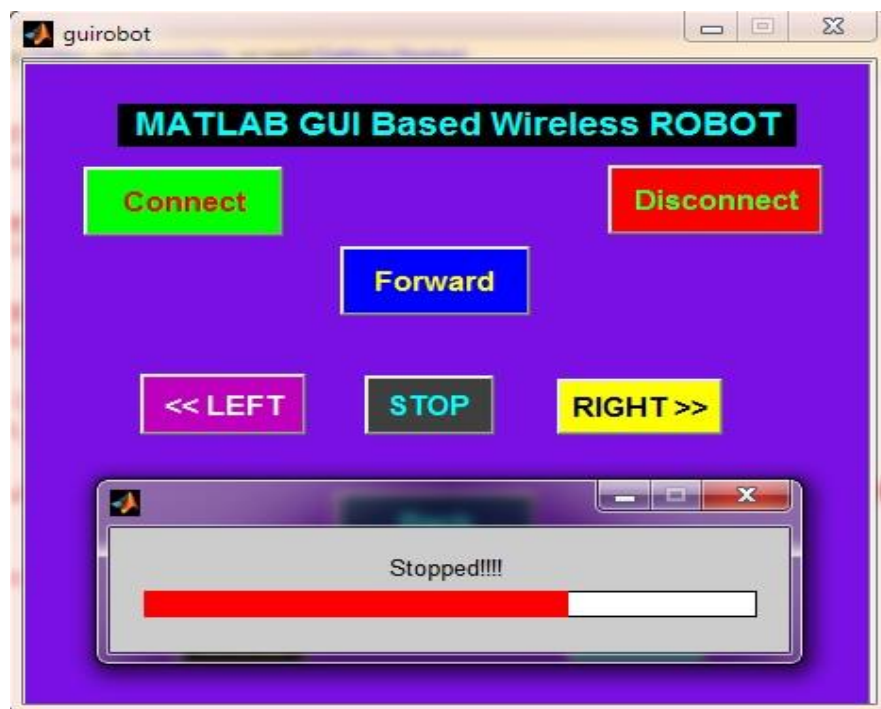 guirobot
MATLAB GUI Based Wireless ROBOT
Connect
Disconnect
Forward
<< LEFT
STOP
RIGHT >>
Stopped!!!!